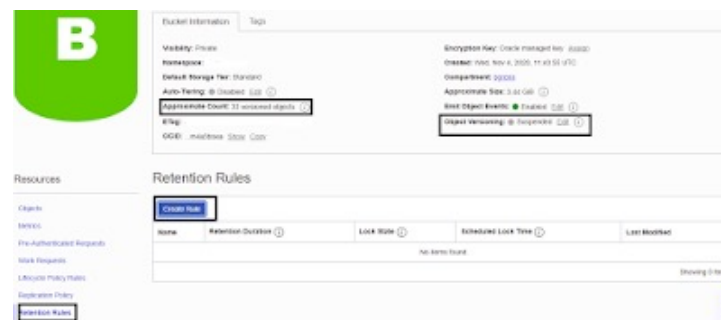 B
Bucket Information Tags
Visibility: Private
Namespace:
Default Storage Tier: Standard
Auto-Tiering: Disabled Edit
Approximate Count: 33 versioned objects
ETag:
OCID: Show Copy
Encryption Key: Oracle managed key Assign
Created: Wed, Nov 4, 2020, UTC
Compartment:
Approximate Size: GiB
Emit Object Events: Enabled Edit
Object Versioning: Suspended Edit
Resources
Objects
Metrics
Pre-Authenticated Requests
Work Requests
Lifecycle Policy Rules
Replication Policy
Retention Rules
Retention Rules
Create Rule
Name Retention Duration Lock State Scheduled Lock Time Last Modified
No items found.
Showing 0